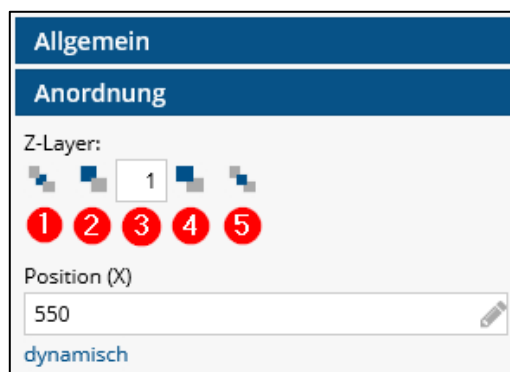 Allgemein
Anordnung
Z-Layer:
1
1 2 3 4 5
Position (X)
550
dynamisch